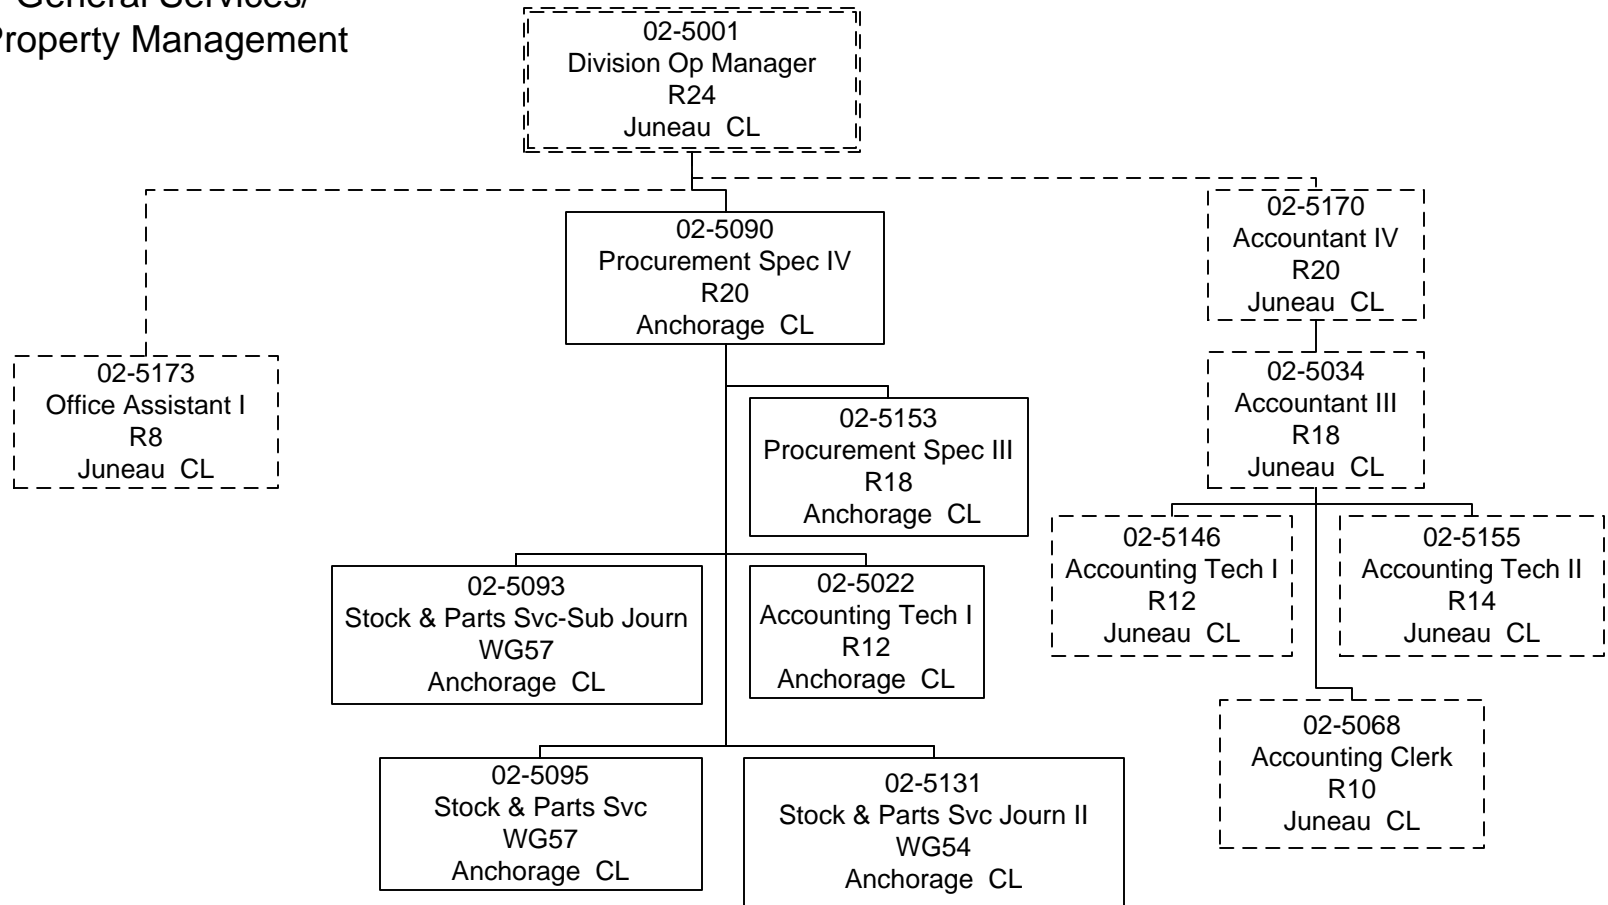 General Services/
Property Management
02-5001
Division Op Manager
R24
Juneau  CL
02-5090
Procurement Spec IV
R20
Anchorage  CL
02-5170
Accountant IV
R20
Juneau  CL
02-5173
Office Assistant I
R8
Juneau  CL
02-5153
Procurement Spec III
R18
Anchorage  CL
02-5034
Accountant III
R18
Juneau  CL
02-5093
Stock & Parts Svc-Sub Journ
WG57
Anchorage  CL
02-5022
Accounting Tech I
R12
Anchorage  CL
02-5146
Accounting Tech I
R12
Juneau  CL
02-5155
Accounting Tech II
R14
Juneau  CL
02-5095
Stock & Parts Svc
WG57
Anchorage  CL
02-5131
Stock & Parts Svc Journ II
WG54
Anchorage  CL
02-5068
Accounting Clerk
R10
Juneau  CL